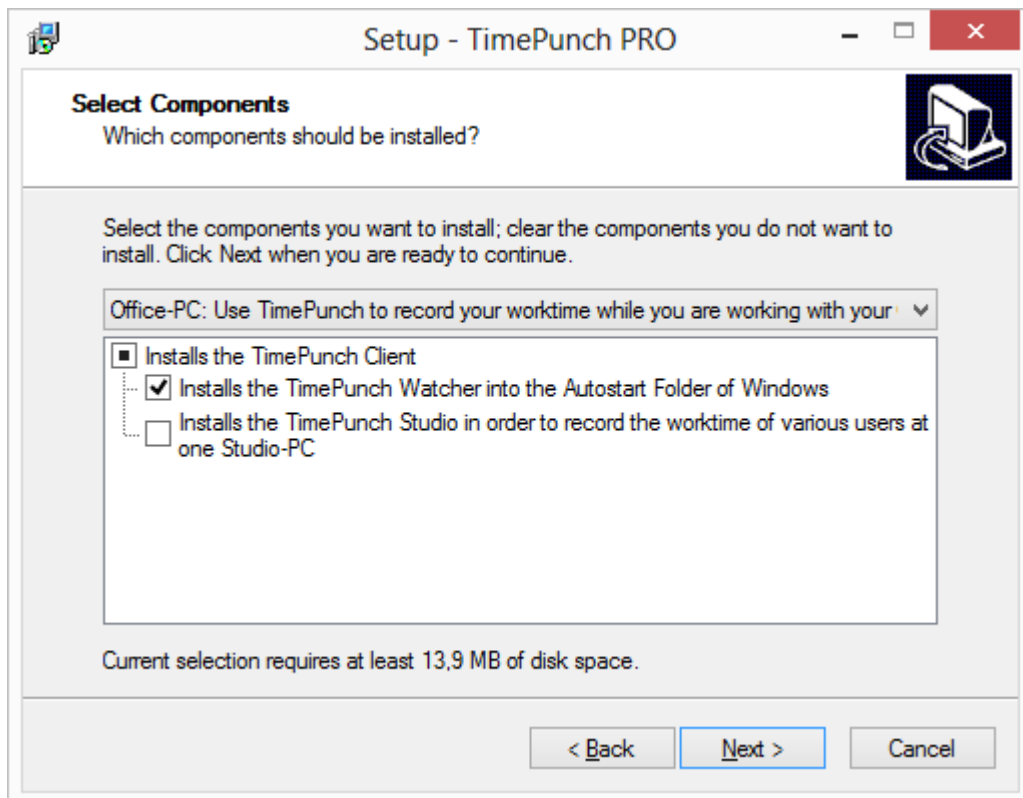 Setup - TimePunch PRO
Select Components
Which components should be installed?
Select the components you want to install; clear the components you do not want to
install. Click Next when you are ready to continue.
Office-PC: Use TimePunch to record your worktime while you are working with your
Installs the TimePunch Client
Installs the TimePunch Watcher into the Autostart Folder of Windows
Installs the TimePunch Studio in order to record the worktime of various users at
one Studio-PC
Current selection requires at least 13,9 MB of disk space.
< Back
Next >
Cancel